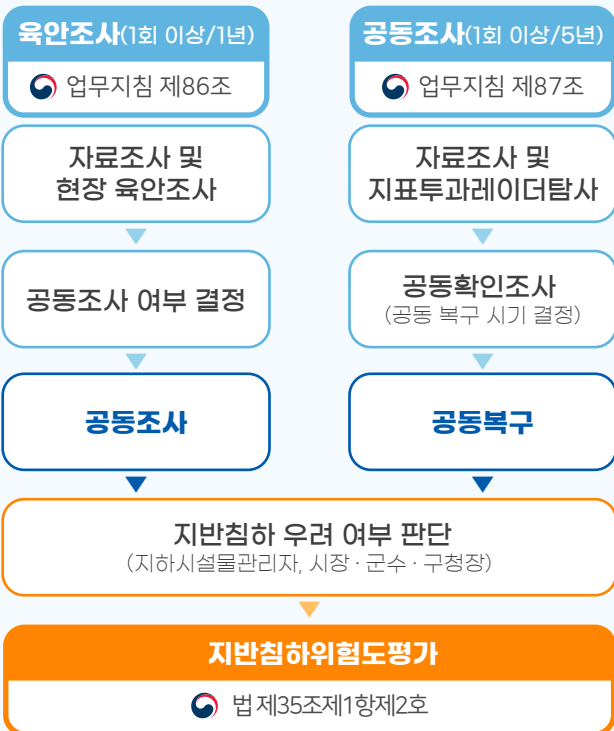 육안조사(1회 이상/1년)
업무지침 제86조
자료조사 및
현장 육안조사
공동조사 여부 결정
공동조사
공동조사(1회 이상/5년)
업무지침 제87조
자료조사 및
지표투과레이더탐사
공동확인조사
(공동 복구 시기 결정)
공동복구
지반침하 우려 여부 판단
(지하시설물관리자, 시장 · 군수 · 구청장)
지반침하위험도평가
법 제35조제1항제2호